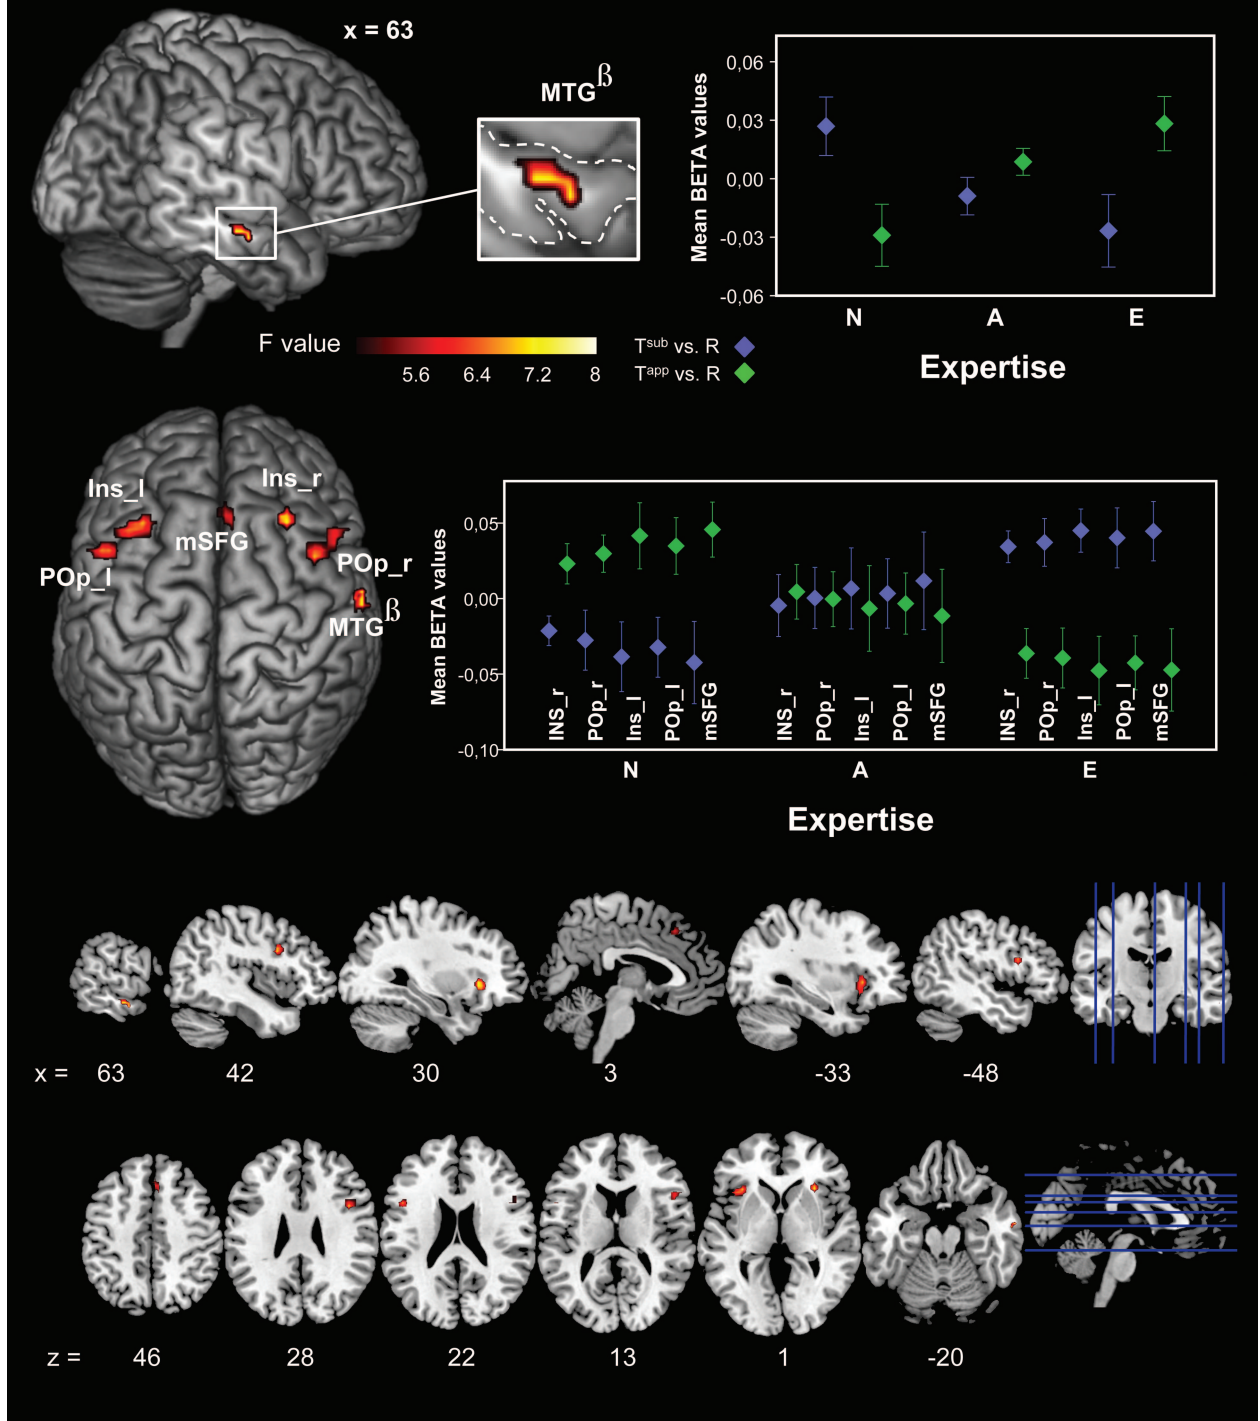 x = 63
MTGᵝ
0,06
0,03
0,00
-0,03
-0,06
Mean BETA values
N A E
Expertise
F value
5.6 6.4 7.2 8
Tˢᵘᵇ vs. R
Tᵃᵖᵖ vs. R
Ins_l
Ins_r
mSFG
POp_l
POp_r
MTGᵝ
0,05
0,00
-0,05
-0,10
Mean BETA values
INS_r POp_r Ins_l POp_l mSFG
INS_r POp_r Ins_l POp_l mSFG
INS_r POp_r Ins_l POp_l mSFG
N A E
Expertise
x = 63 42 30 3 -33 -48
z = 46 28 22 13 1 -20